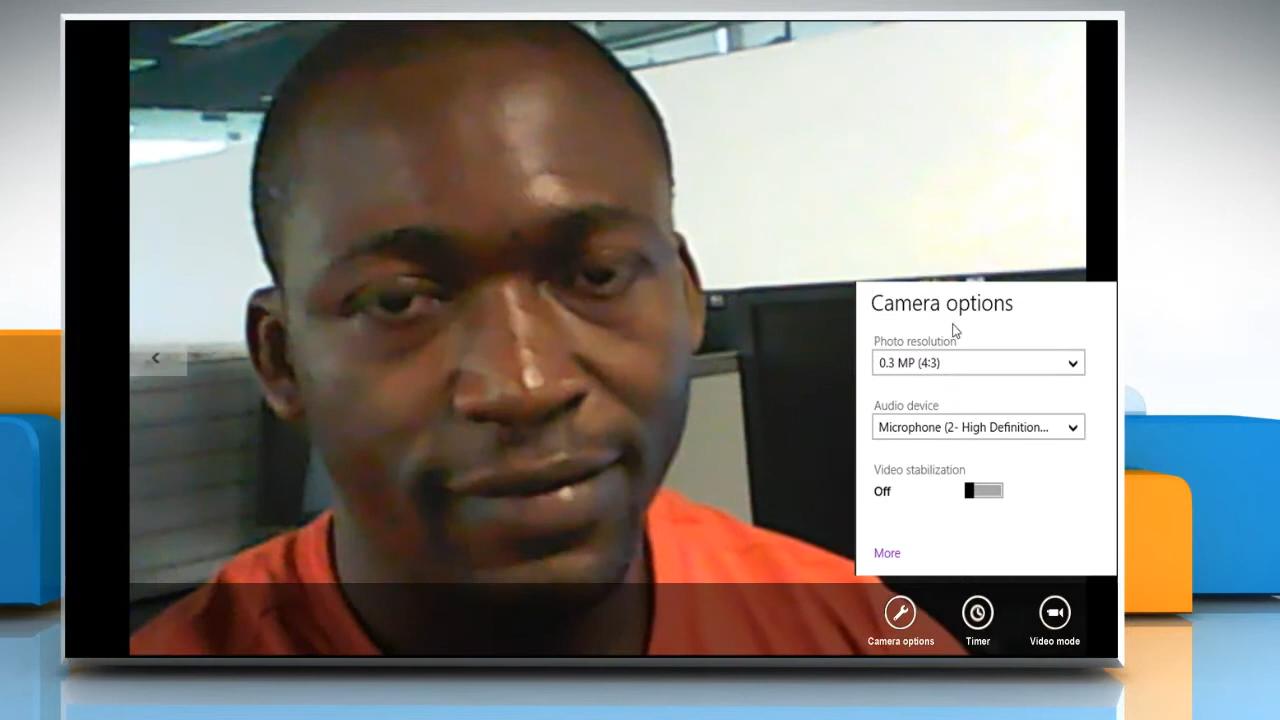 Camera options
Photo resolution
0.3 MP (4:3)
Audio device
Microphone (2- High Definition...
Video stabilization
Off
More
Camera options
Timer
Video mode